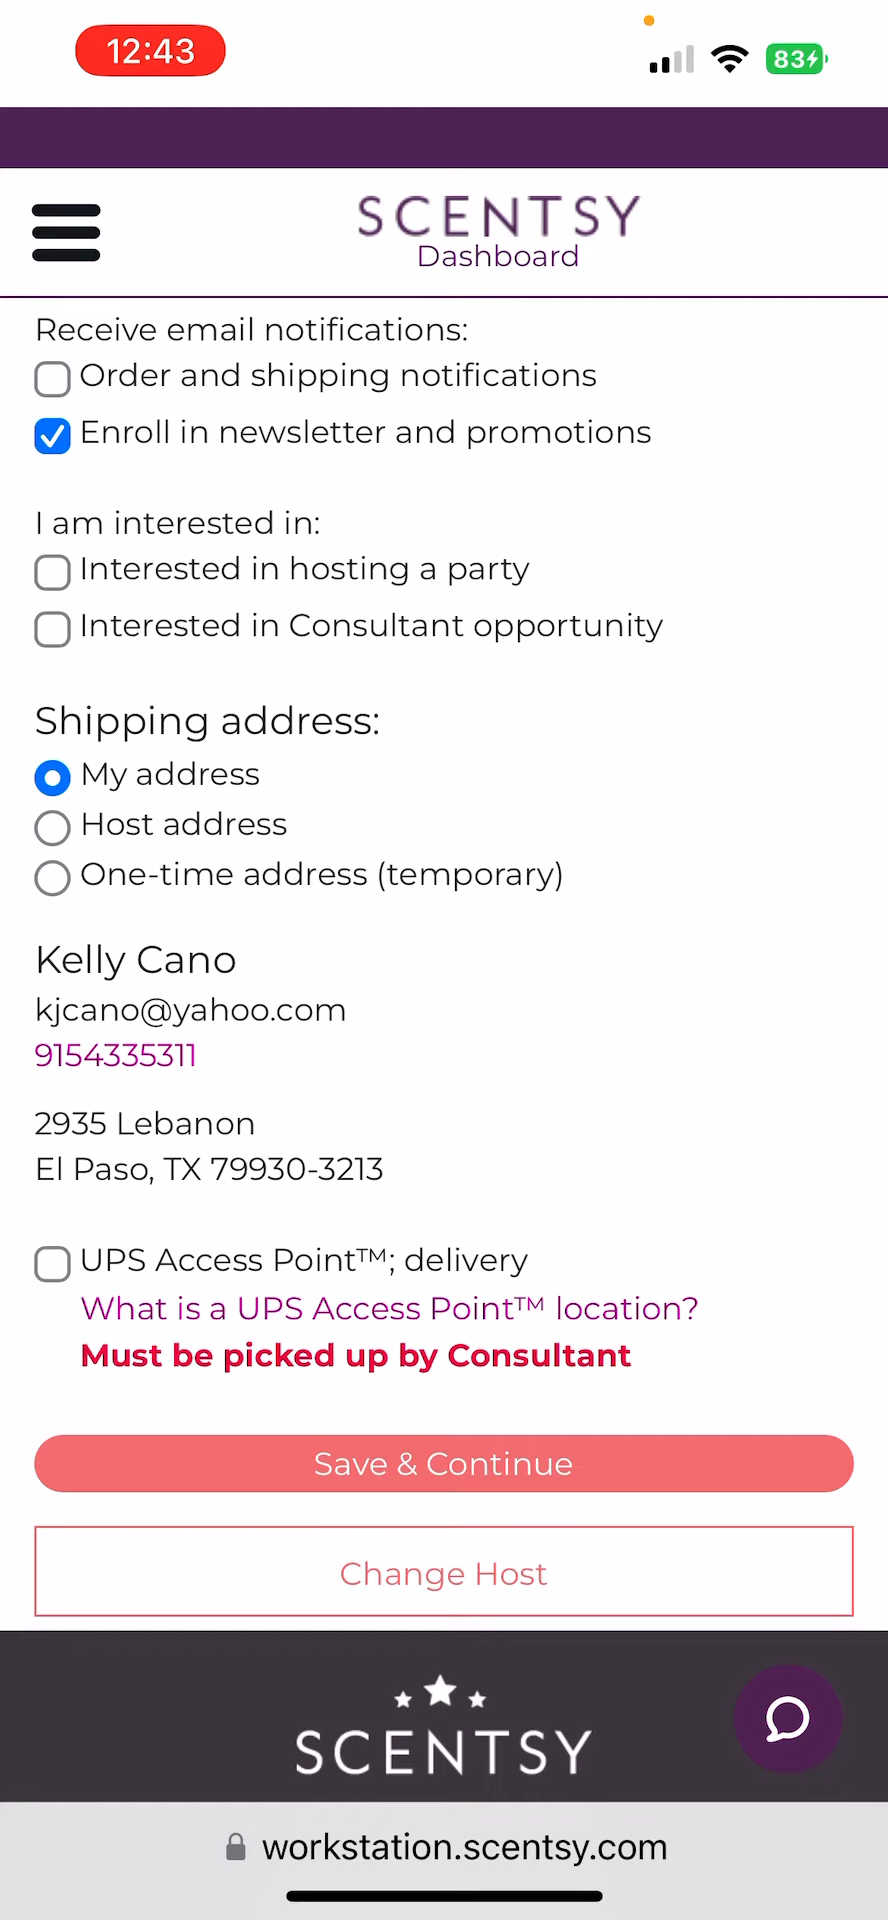 12:43
83
SCENTSY
Dashboard
Receive email notifications:
Order and shipping notifications
Enroll in newsletter and promotions
I am interested in:
Interested in hosting a party
Interested in Consultant opportunity
Shipping address:
My address
Host address
One-time address (temporary)
Kelly Cano
kjcano@yahoo.com
9154335311
2935 Lebanon
El Paso, TX 79930-3213
UPS Access Point™; delivery
What is a UPS Access Point™ location?
Must be picked up by Consultant
Save & Continue
Change Host
SCENTSY
workstation.scentsy.com